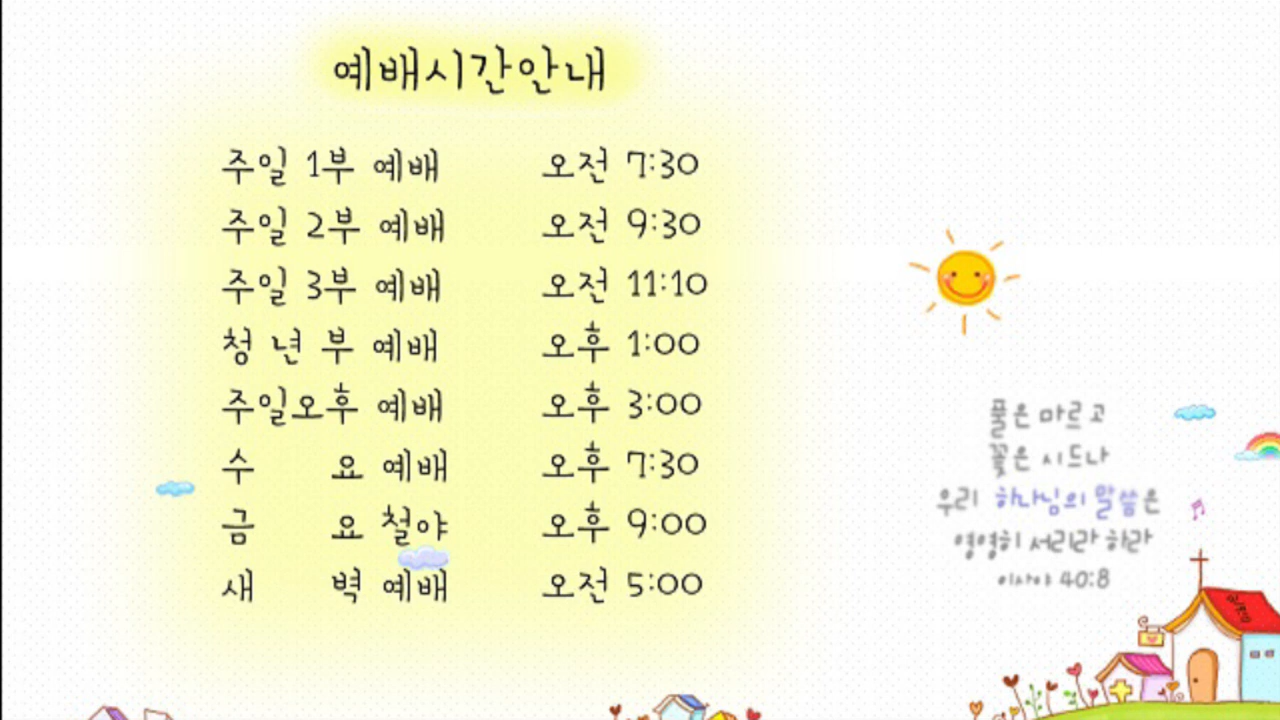 예배시간안내
주일 1부 예배 오전 7:30
주일 2부 예배 오전 9:30
주일 3부 예배 오전 11:10
청 년 부 예배 오후 1:00
주일오후 예배 오후 3:00
수 요 예배 오후 7:30
금 요 철야 오후 9:00
새 벽 예배 오전 5:00
풀은 마르고
꽃은 시드나
우리 하나님의 말씀은
영영히 서리라 하라
이사야 40:8